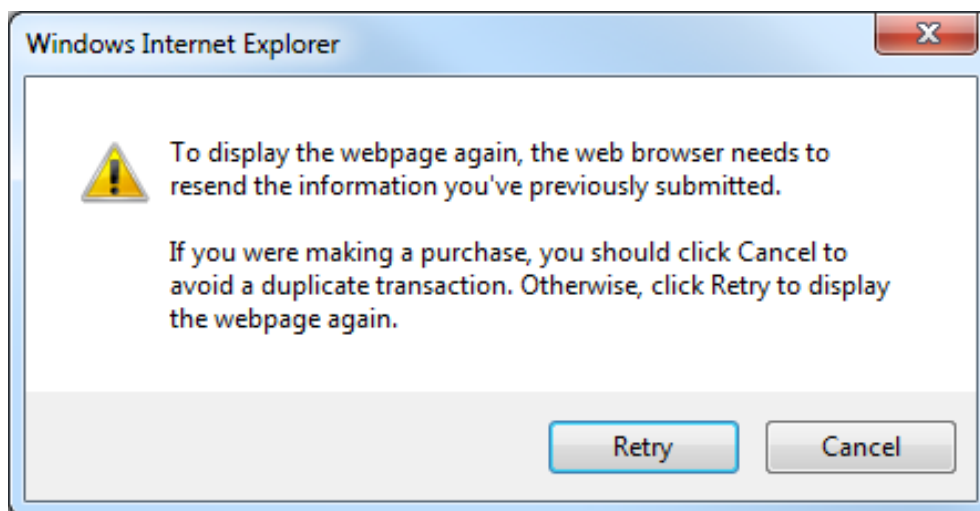 Windows Internet Explorer
To display the webpage again, the web browser needs to
resend the information you've previously submitted.
If you were making a purchase, you should click Cancel to
avoid a duplicate transaction. Otherwise, click Retry to display
the webpage again.
Retry
Cancel